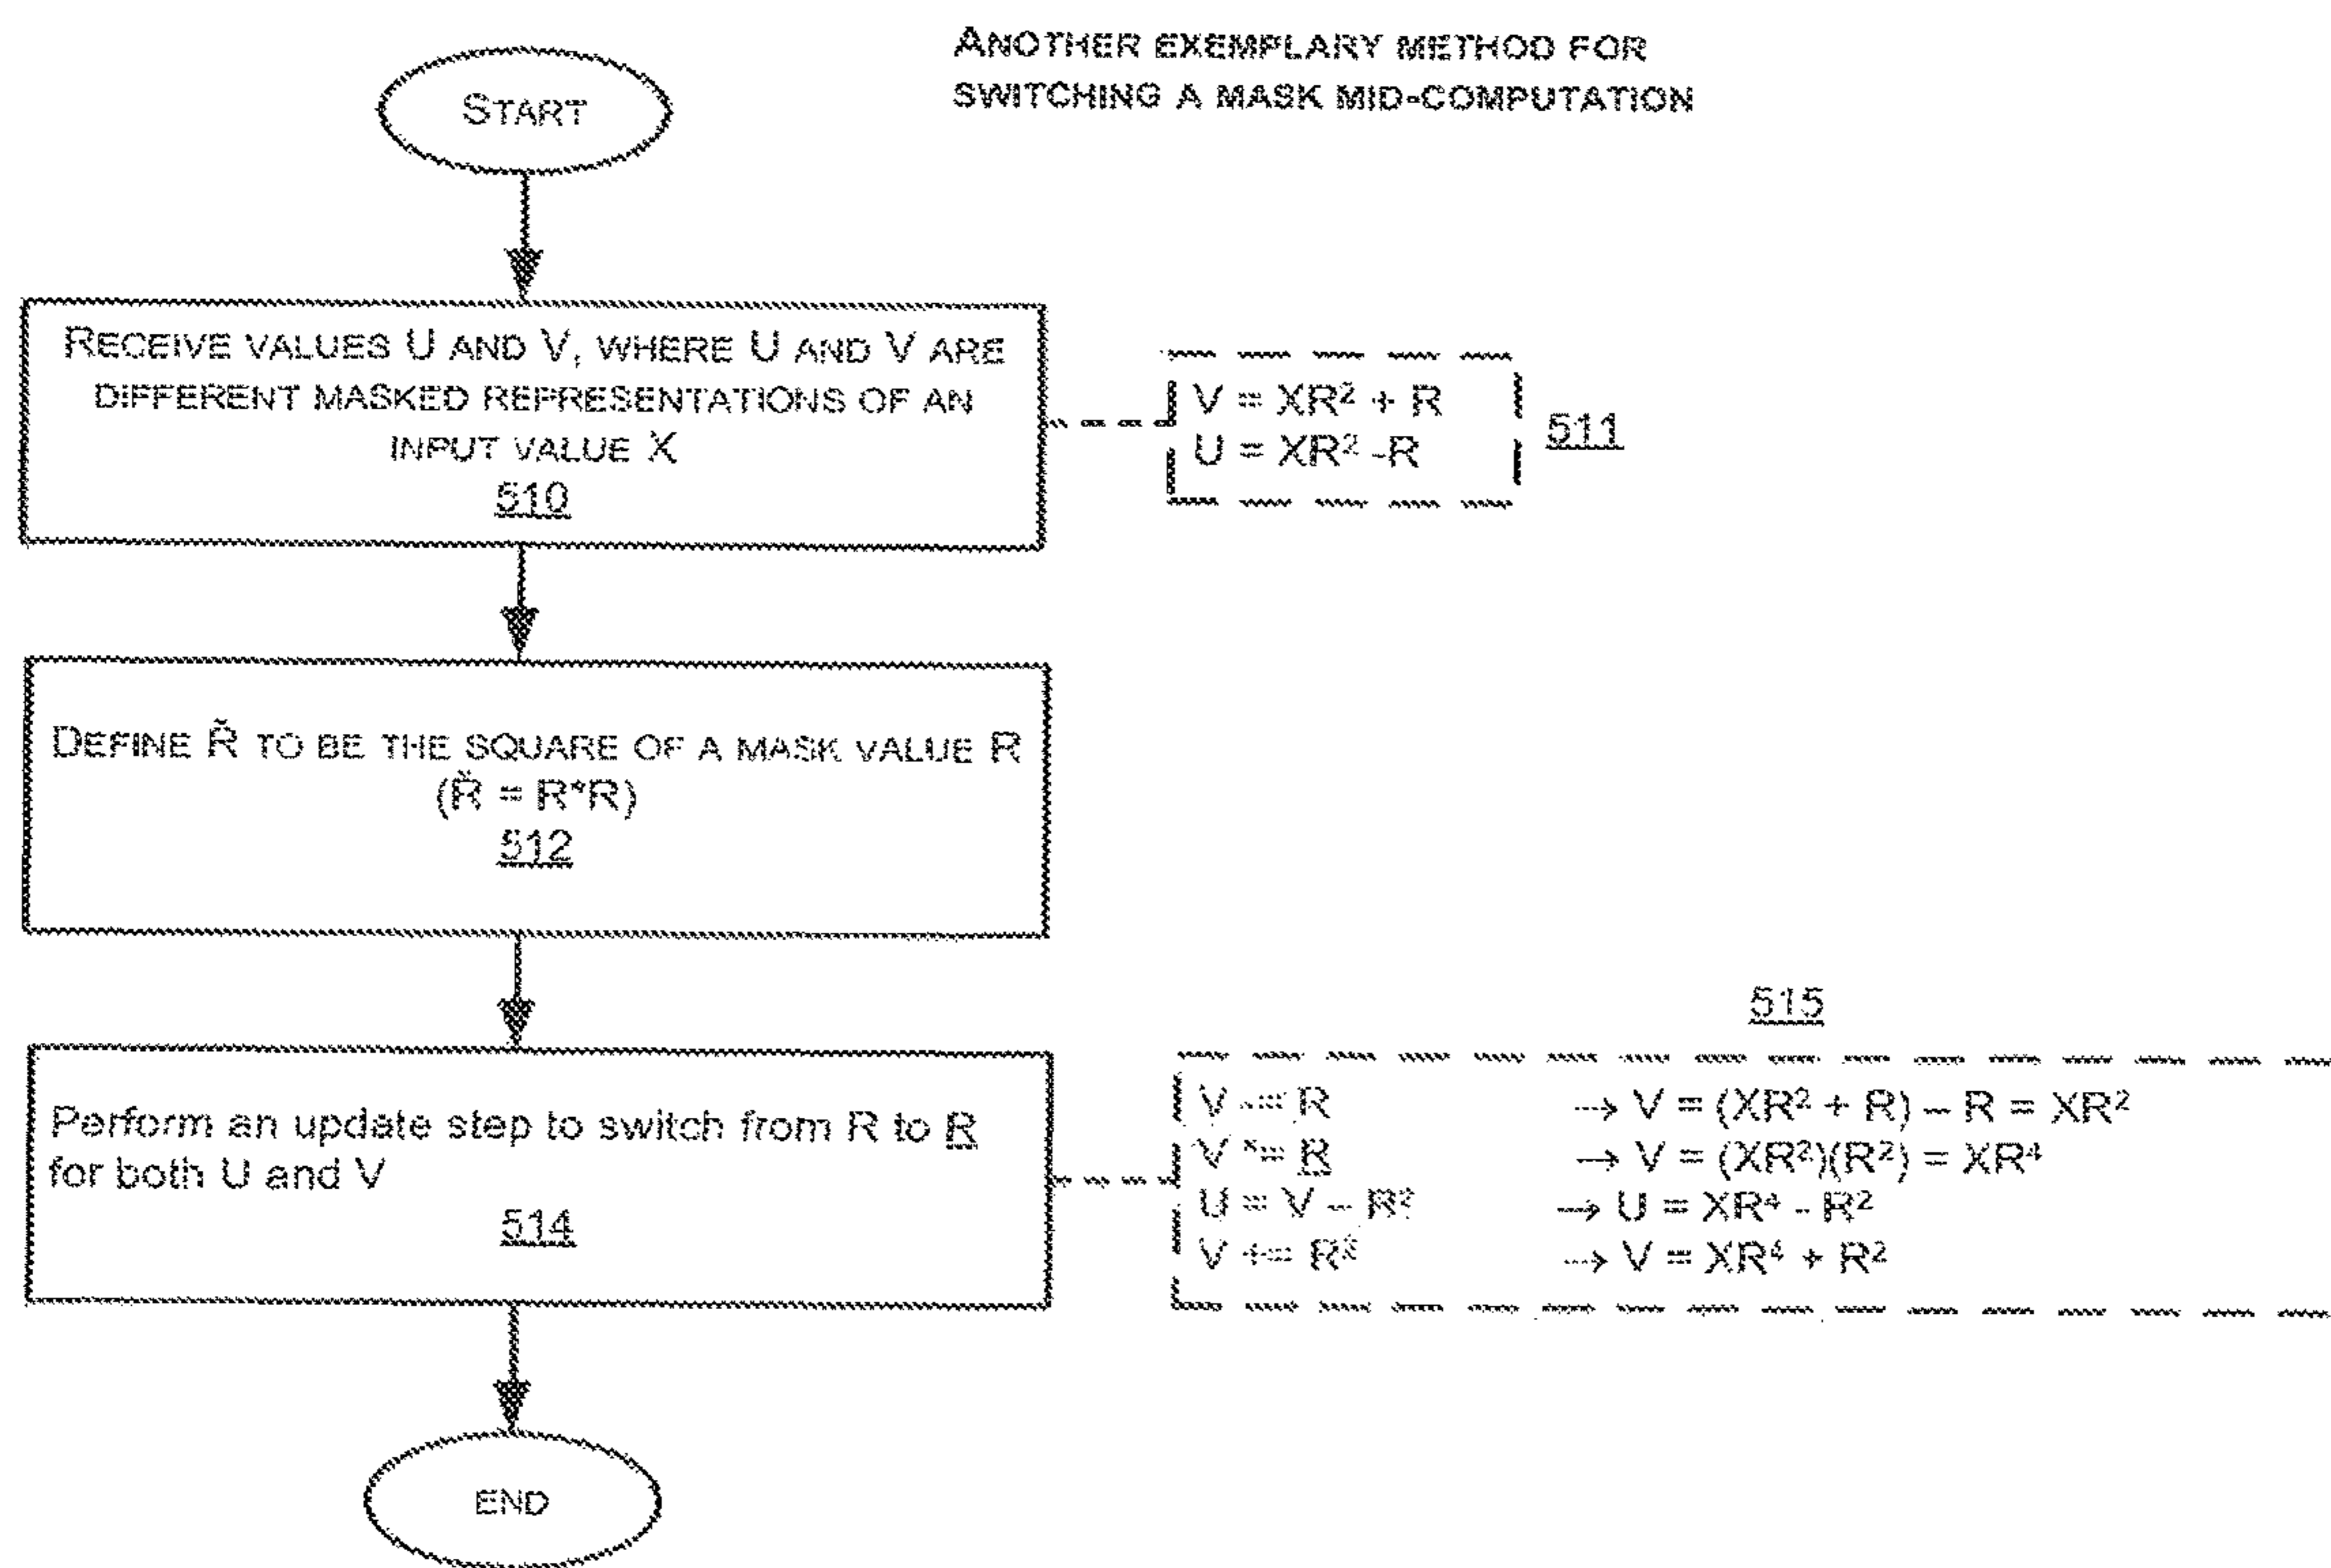 ANOTHER EXEMPLARY METHOD FOR
SWITCHING A MASK MID-COMPUTATION
START
RECEIVE VALUES U AND V, WHERE U AND V ARE
DIFFERENT MASKED REPRESENTATIONS OF AN
INPUT VALUE X
510
V = XR² + R
U = XR² -R
511
DEFINE Ř TO BE THE SQUARE OF A MASK VALUE R
(Ř = R*R)
512
515
Perform an update step to switch from R to R
for both U and V
514
V -= R → V = (XR² + R) – R = XR²
V *= R → V = (XR²)(R²) = XR⁴
U = V – R² → U = XR⁴ - R²
V += R² → V = XR⁴ + R²
END